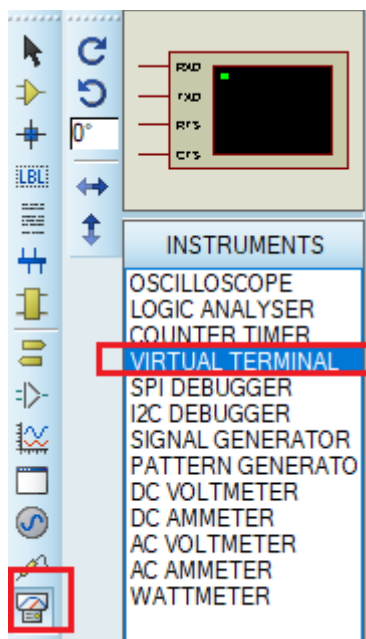 RXD
TXD
RTS
CTS
0°
LBL
INSTRUMENTS
OSCILLOSCOPE
LOGIC ANALYSER
COUNTER TIMER
VIRTUAL TERMINAL
SPI DEBUGGER
I2C DEBUGGER
SIGNAL GENERATOR
PATTERN GENERATO
DC VOLTMETER
DC AMMETER
AC VOLTMETER
AC AMMETER
WATTMETER